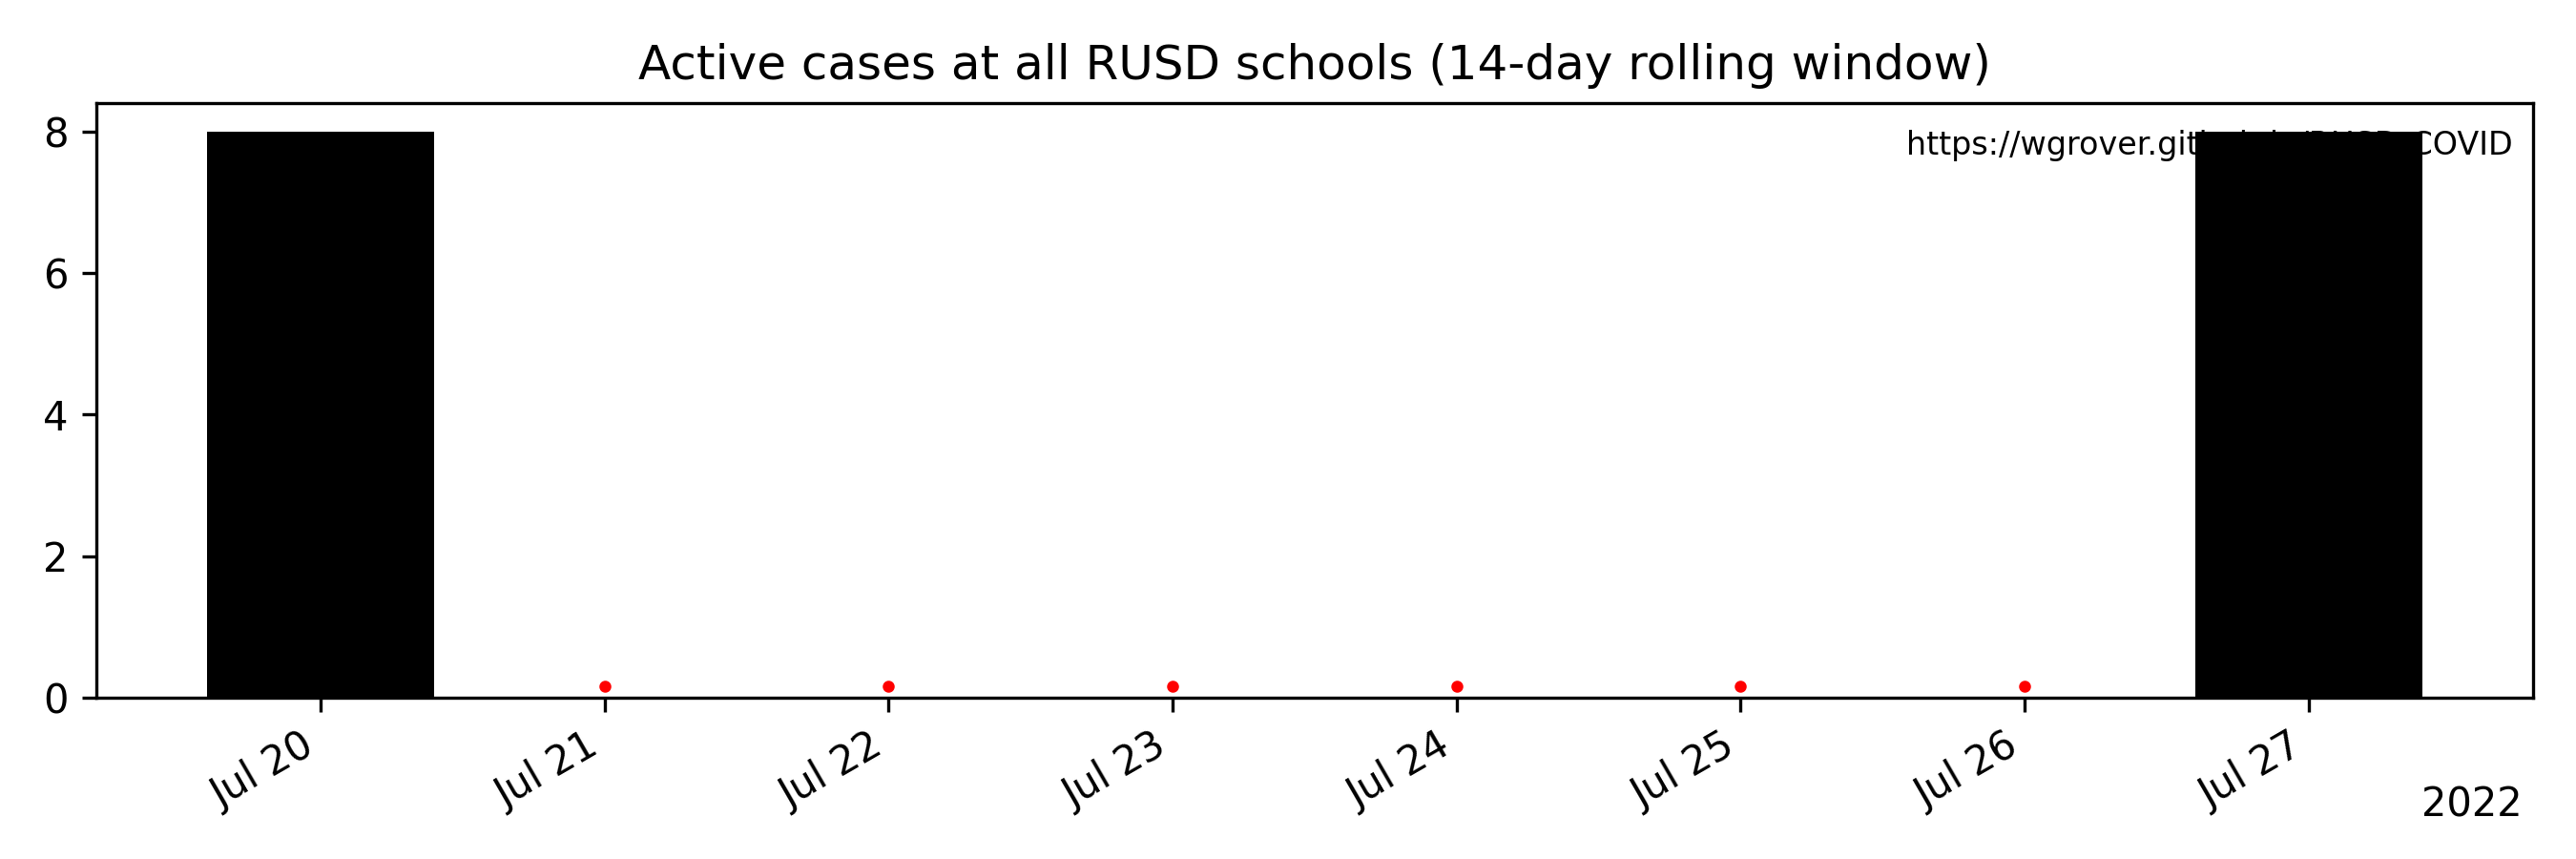 Active cases at all RUSD schools (14-day rolling window)
8
https://wgrover.git COVID
6
4
2
0
Jul 20
Jul 21
Jul 22
Jul 23
Jul 24
Jul 25
Jul 26
Jul 27
2022